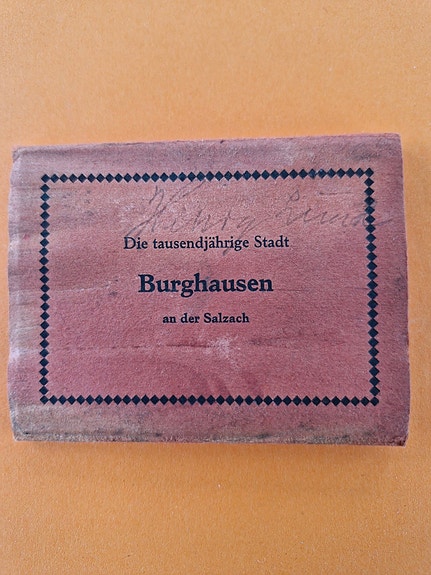 Die tausendjährige Stadt
Burghausen
an der Salzach